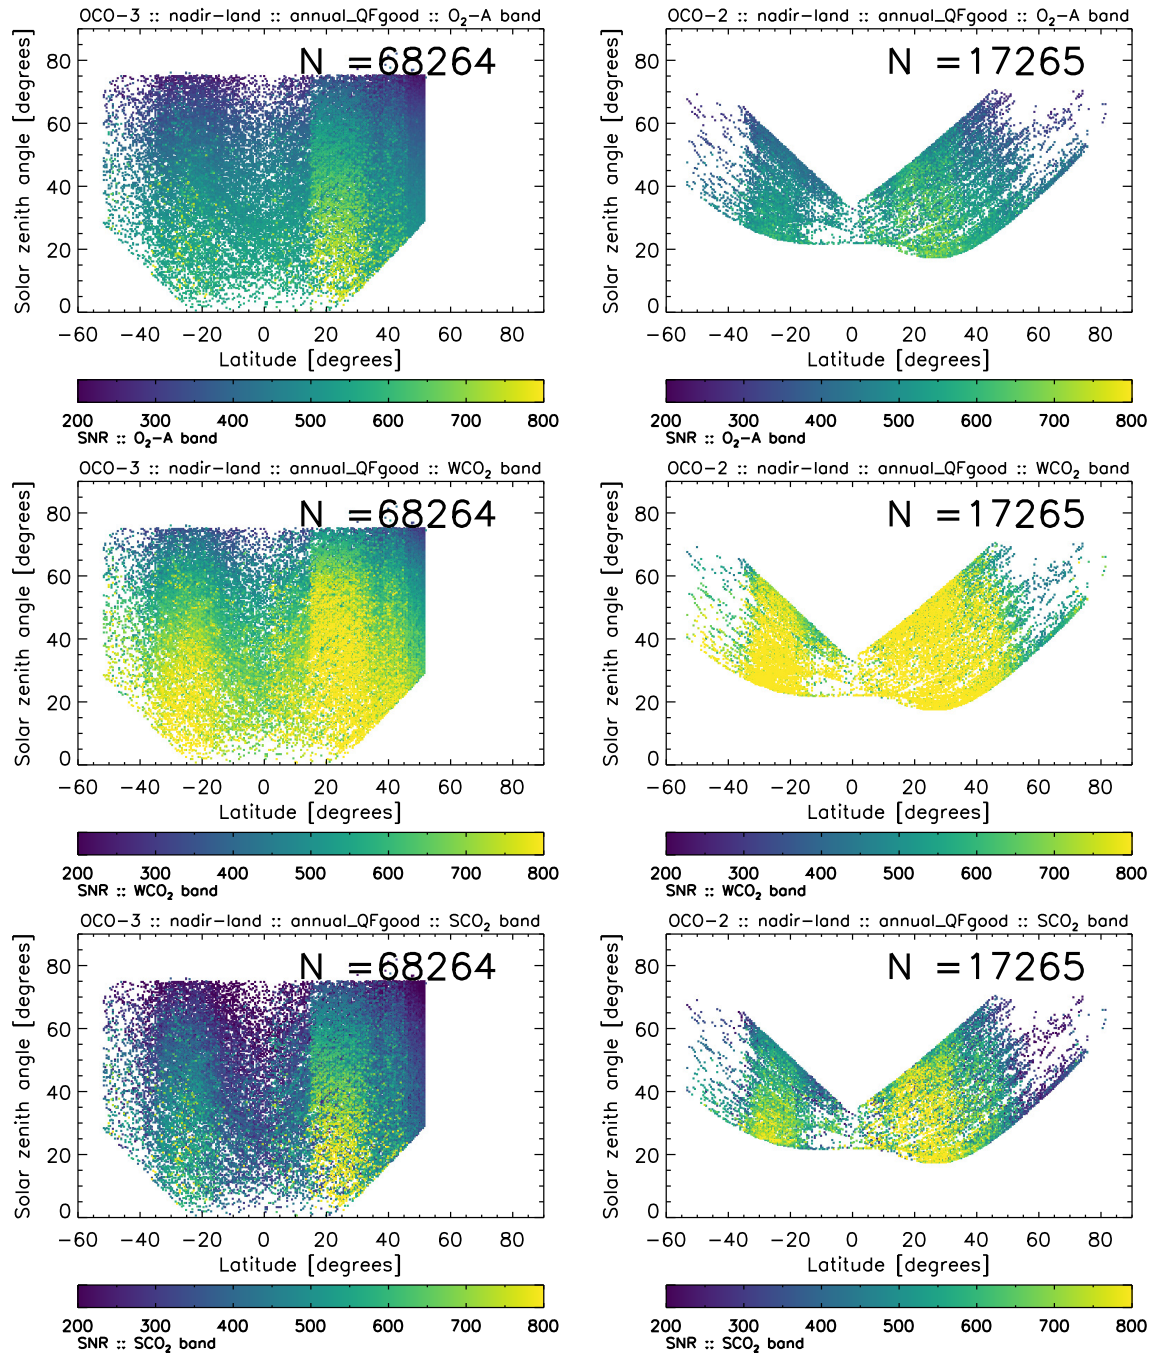 OCO-3 :: nadir-land :: annual_QFgood :: O₂-A band
N =68264
Solar zenith angle [degrees]
80
60
40
20
0
-60 -40 -20 0 20 40 60 80
Latitude [degrees]
200 300 400 500 600 700 800
SNR :: O₂-A band
OCO-2 :: nadir-land :: annual_QFgood :: O₂-A band
N =17265
Solar zenith angle [degrees]
80
60
40
20
0
-60 -40 -20 0 20 40 60 80
Latitude [degrees]
200 300 400 500 600 700 800
SNR :: O₂-A band
OCO-3 :: nadir-land :: annual_QFgood :: WCO₂ band
N =68264
Solar zenith angle [degrees]
80
60
40
20
0
-60 -40 -20 0 20 40 60 80
Latitude [degrees]
200 300 400 500 600 700 800
SNR :: WCO₂ band
OCO-2 :: nadir-land :: annual_QFgood :: WCO₂ band
N =17265
Solar zenith angle [degrees]
80
60
40
20
0
-60 -40 -20 0 20 40 60 80
Latitude [degrees]
200 300 400 500 600 700 800
SNR :: WCO₂ band
OCO-3 :: nadir-land :: annual_QFgood :: SCO₂ band
N =68264
Solar zenith angle [degrees]
80
60
40
20
0
-60 -40 -20 0 20 40 60 80
Latitude [degrees]
200 300 400 500 600 700 800
SNR :: SCO₂ band
OCO-2 :: nadir-land :: annual_QFgood :: SCO₂ band
N =17265
Solar zenith angle [degrees]
80
60
40
20
0
-60 -40 -20 0 20 40 60 80
Latitude [degrees]
200 300 400 500 600 700 800
SNR :: SCO₂ band